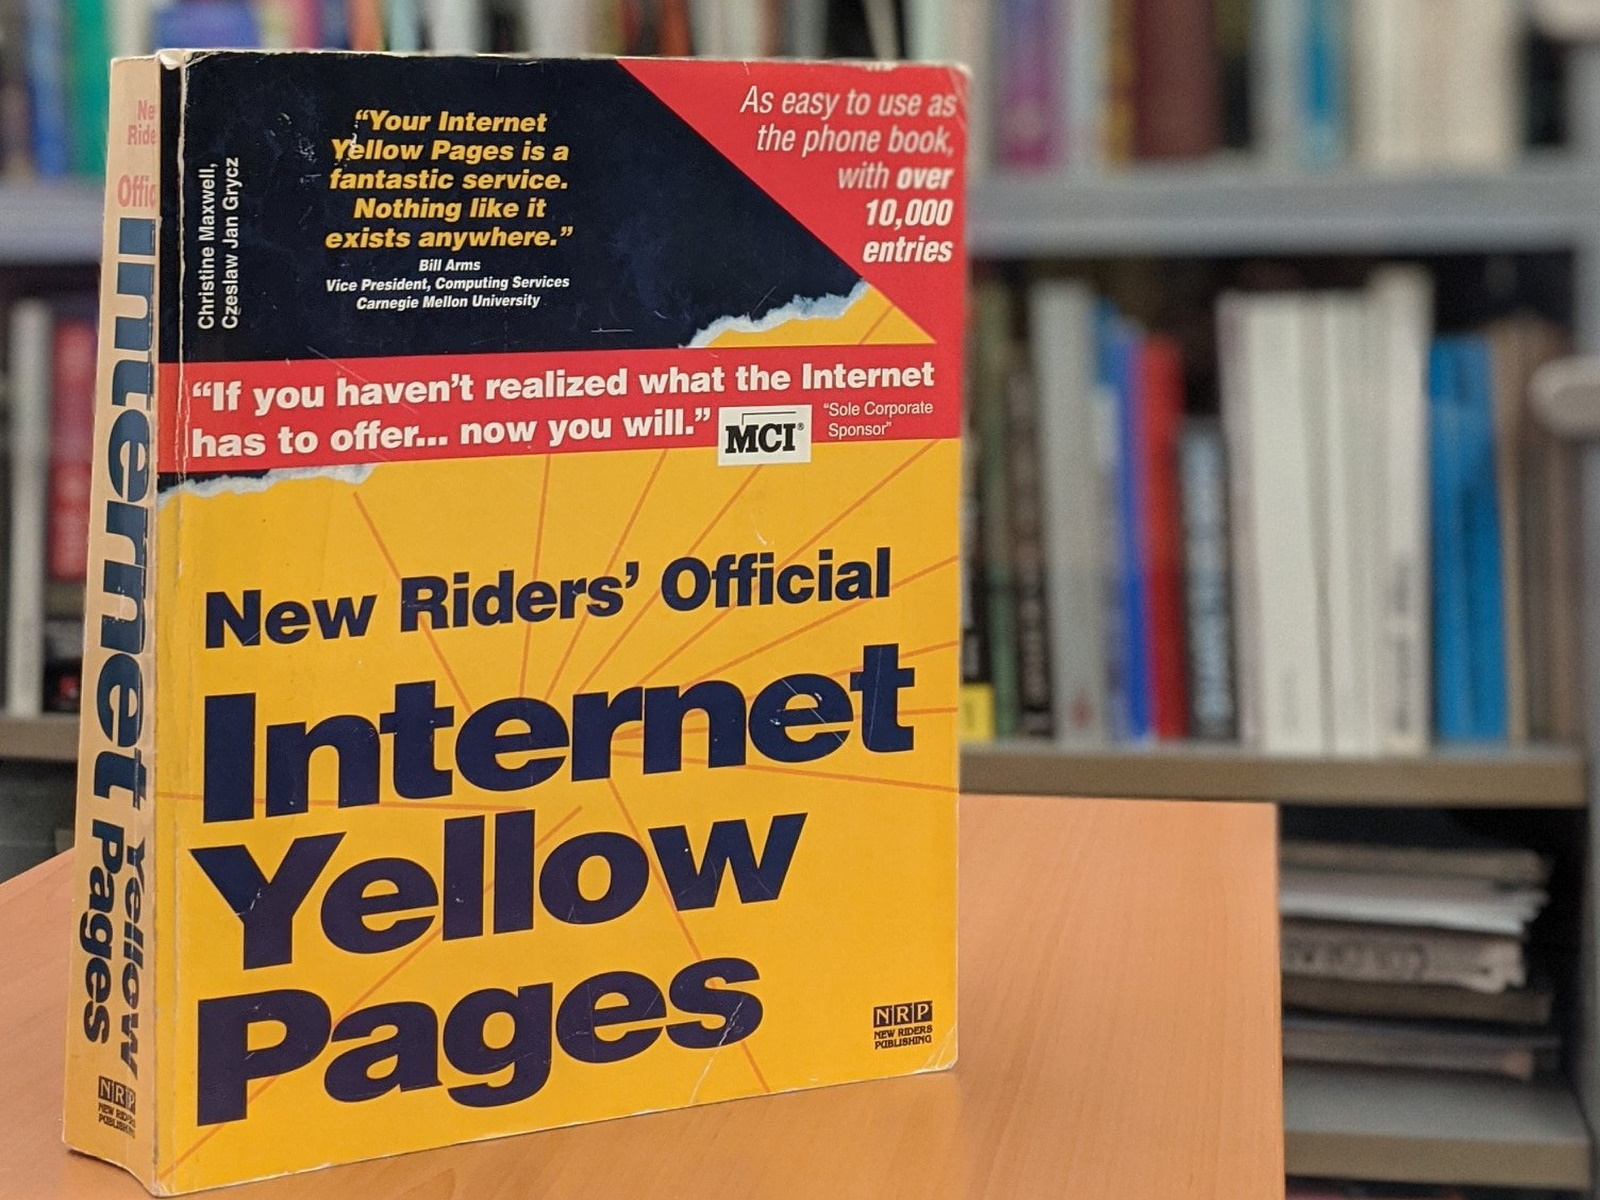 Christine Maxwell,
Czeslaw Jan Grycz
“Your Internet
Yellow Pages is a
fantastic service.
Nothing like it
exists anywhere.”
Bill Arms
Vice President, Computing Services
Carnegie Mellon University
As easy to use as
the phone book,
with over
10,000
entries
“If you haven’t realized what the Internet
has to offer... now you will.”
MCI®
“Sole Corporate
Sponsor”
New Riders’ Official
Internet
Yellow
Pages
NRP
NEW RIDERS
PUBLISHING
Internet Yellow
Pages
NRP
NEW RIDERS
PUBLISHING